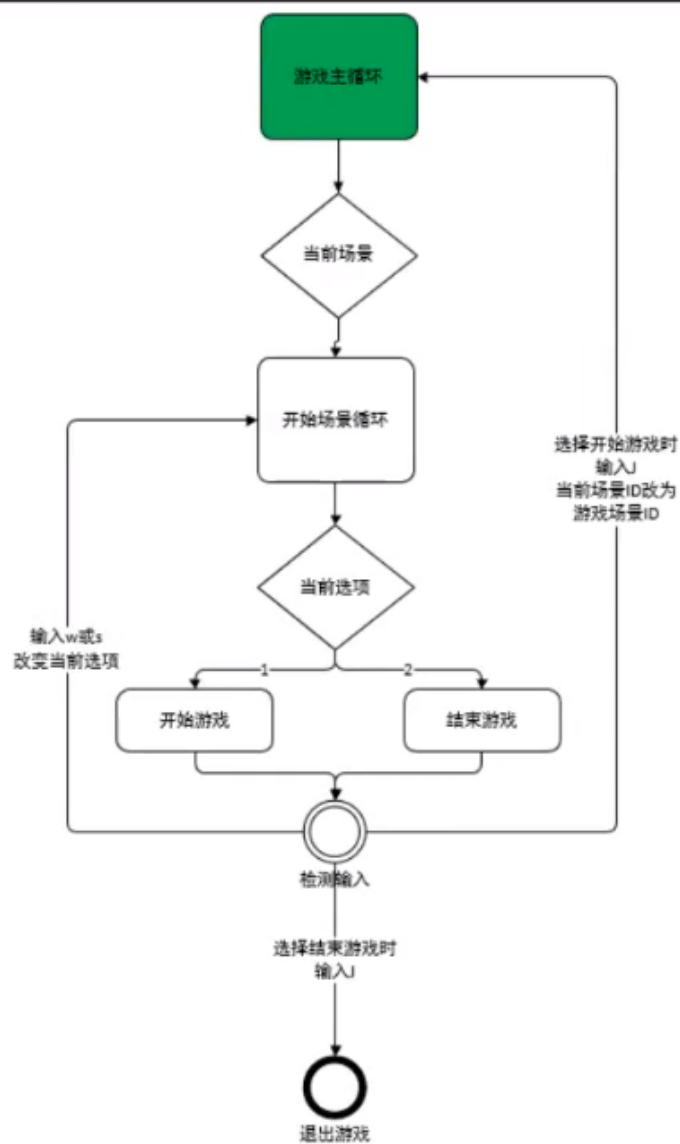 游戏主循环
当前场景
开始场景循环
选择开始游戏时
输入J
当前场景ID改为
游戏场景ID
当前选项
输入w或s
改变当前选项
1
2
开始游戏
结束游戏
检测输入
选择结束游戏时
输入J
退出游戏